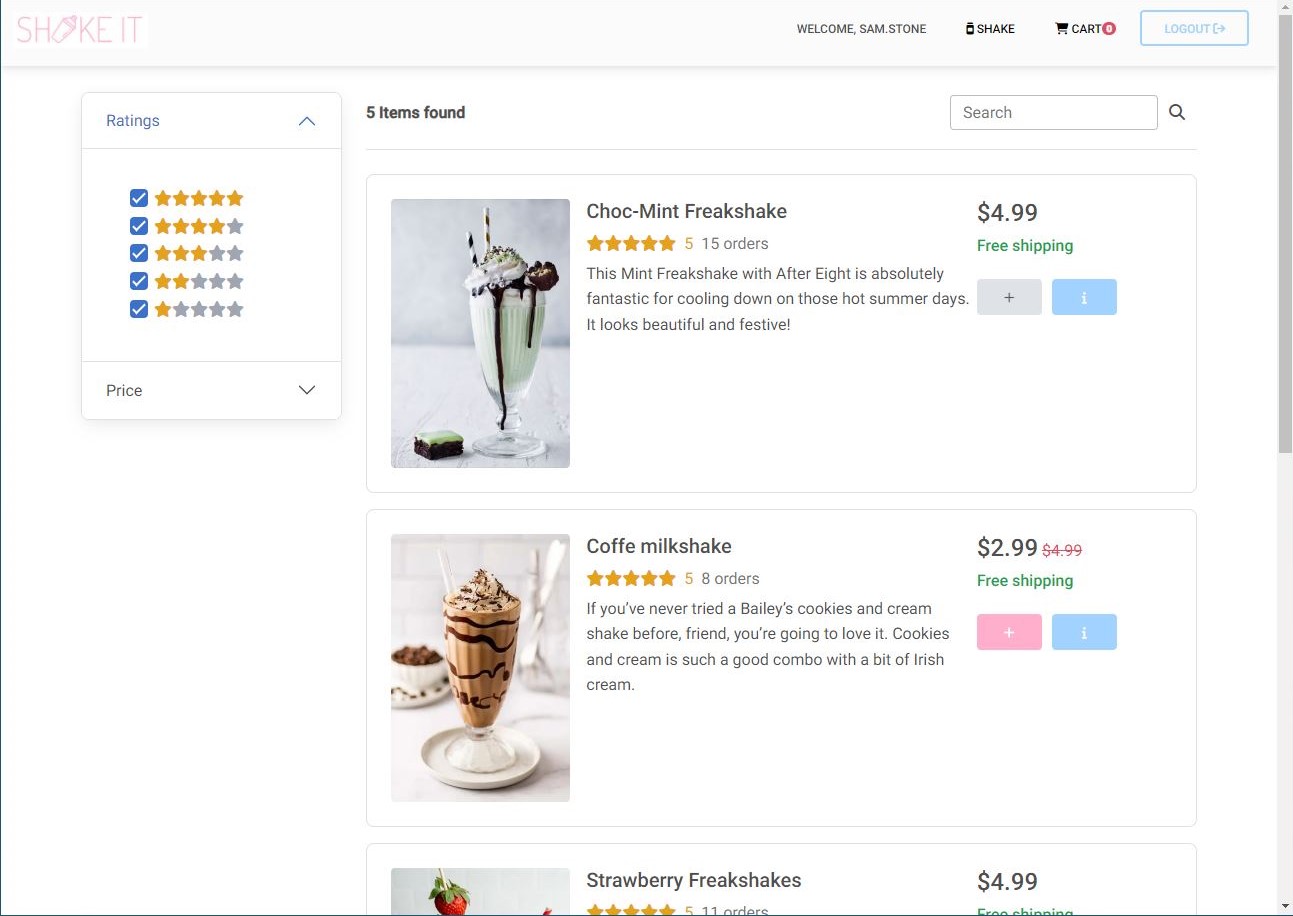 SHAKE IT
WELCOME, SAM.STONE
SHAKE
CART 0
LOGOUT
Ratings
Price
5 Items found
Search
Choc-Mint Freakshake
5 15 orders
This Mint Freakshake with After Eight is absolutely
fantastic for cooling down on those hot summer days.
It looks beautiful and festive!
$4.99
Free shipping
+
i
Coffe milkshake
5 8 orders
If you’ve never tried a Bailey’s cookies and cream
shake before, friend, you’re going to love it. Cookies
and cream is such a good combo with a bit of Irish
cream.
$2.99 $4.99
Free shipping
+
i
Strawberry Freakshakes
5 11 orders
$4.99
Free shipping